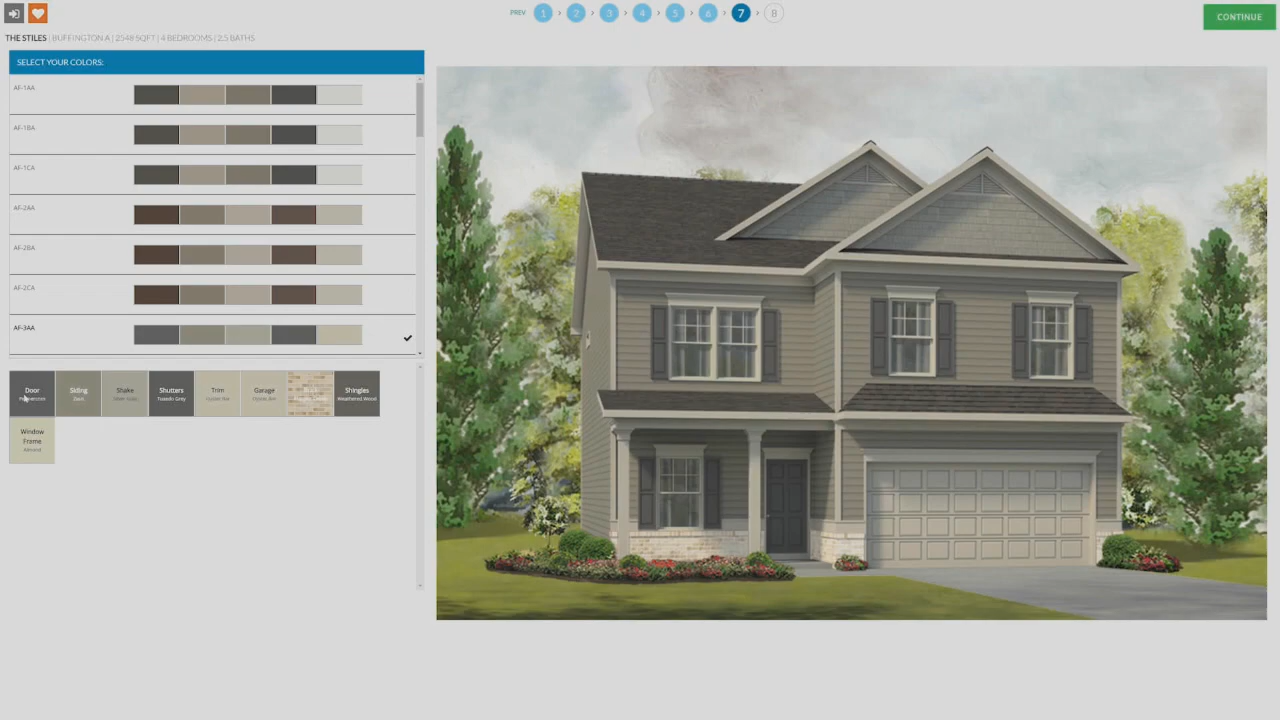 PREV 1 2 3 4 5 6 7 8
CONTINUE
THE STILES | BUFFINGTON A | 2548 SQFT | 4 BEDROOMS | 2.5 BATHS
SELECT YOUR COLORS:
AF-1AA
AF-1BA
AF-1CA
AF-2AA
AF-2BA
AF-2CA
AF-3AA
Door
Siding
Shake
Shutters
Tuxedo Grey
Trim
Garage
Shingles
Weathered Wood
Window
Frame
Almond